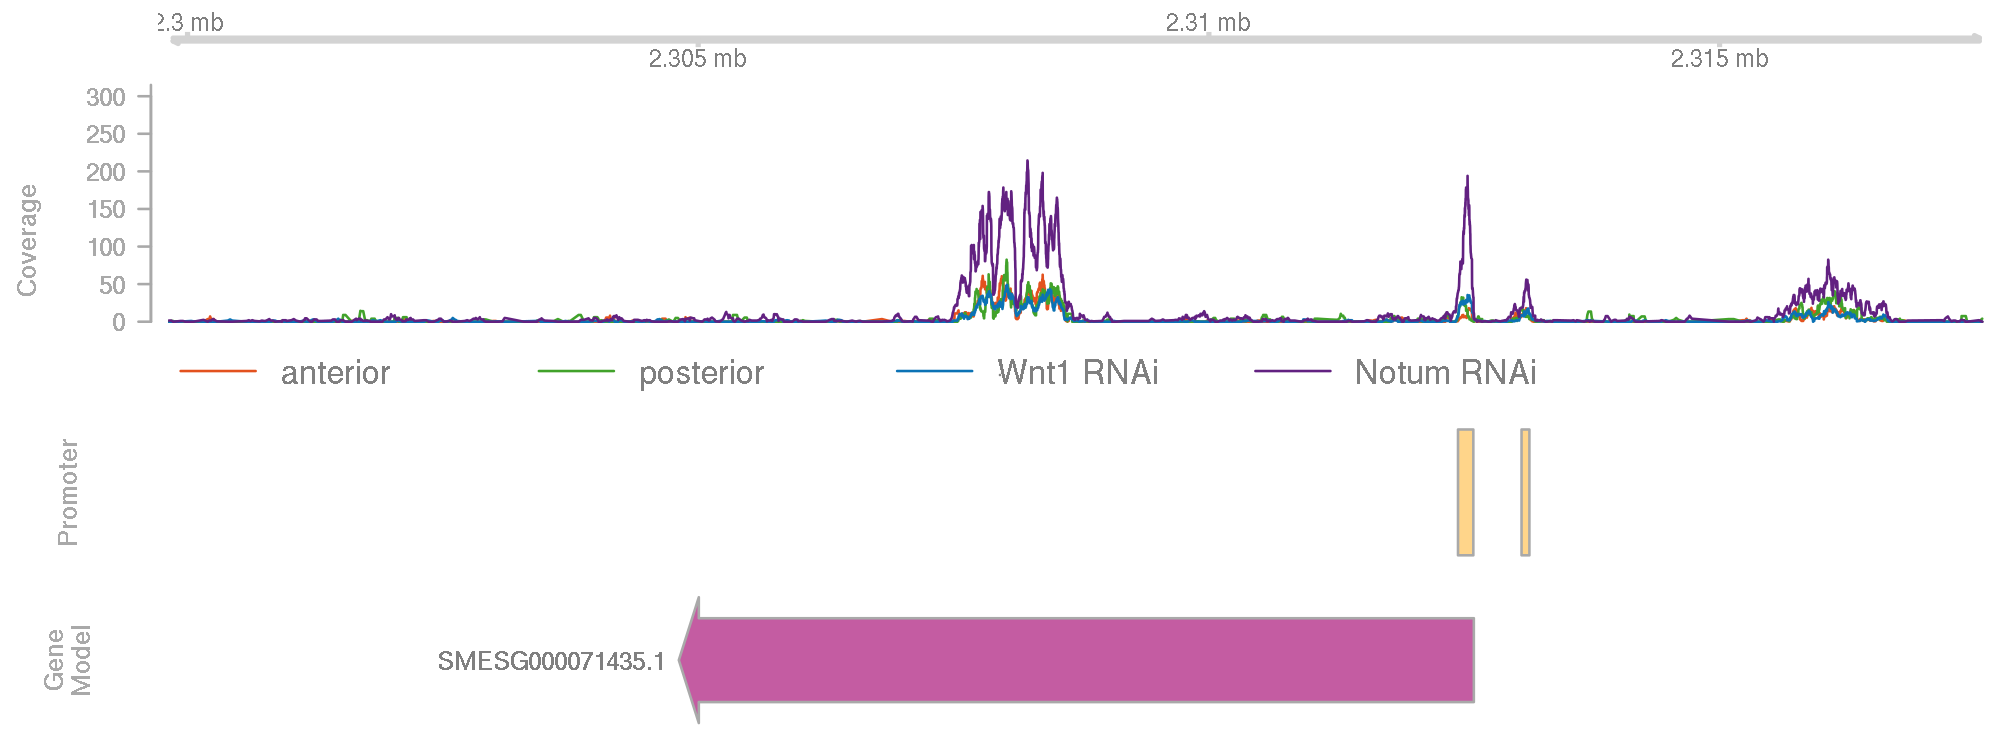 2.3 mb
2.31 mb
2.305 mb
2.315 mb
300
250
200
150
100
50
0
Coverage
anterior
posterior
Wnt1 RNAi
Notum RNAi
Promoter
Gene
Model
SMESG000071435.1